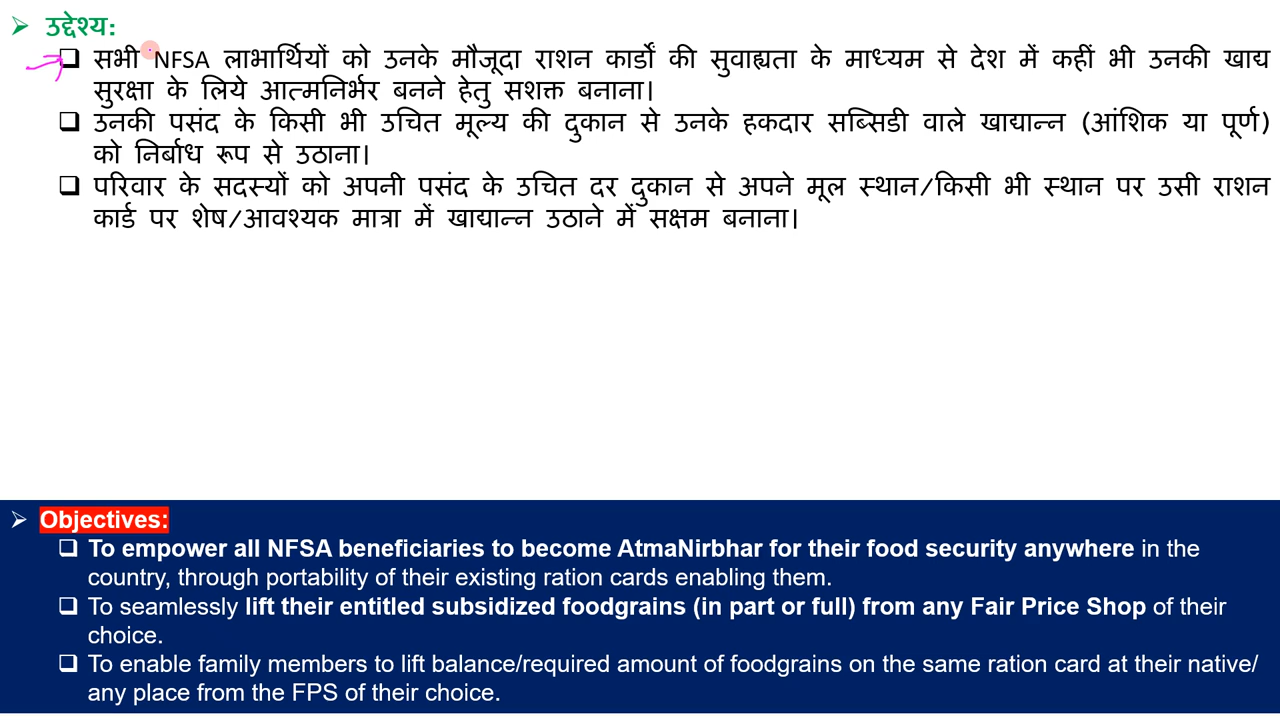 उद्देश्य:
सभी NFSA लाभार्थियों को उनके मौजूदा राशन कार्डों की सुवाह्यता के माध्यम से देश में कहीं भी उनकी खाद्य
सुरक्षा के लिये आत्मनिर्भर बनने हेतु सशक्त बनाना।
उनकी पसंद के किसी भी उचित मूल्य की दुकान से उनके हकदार सब्सिडी वाले खाद्यान्न (आंशिक या पूर्ण)
को निर्बाध रूप से उठाना।
परिवार के सदस्यों को अपनी पसंद के उचित दर दुकान से अपने मूल स्थान/किसी भी स्थान पर उसी राशन
कार्ड पर शेष/आवश्यक मात्रा में खाद्यान्न उठाने में सक्षम बनाना।
Objectives:
To empower all NFSA beneficiaries to become AtmaNirbhar for their food security anywhere in the
country, through portability of their existing ration cards enabling them.
To seamlessly lift their entitled subsidized foodgrains (in part or full) from any Fair Price Shop of their
choice.
To enable family members to lift balance/required amount of foodgrains on the same ration card at their native/
any place from the FPS of their choice.